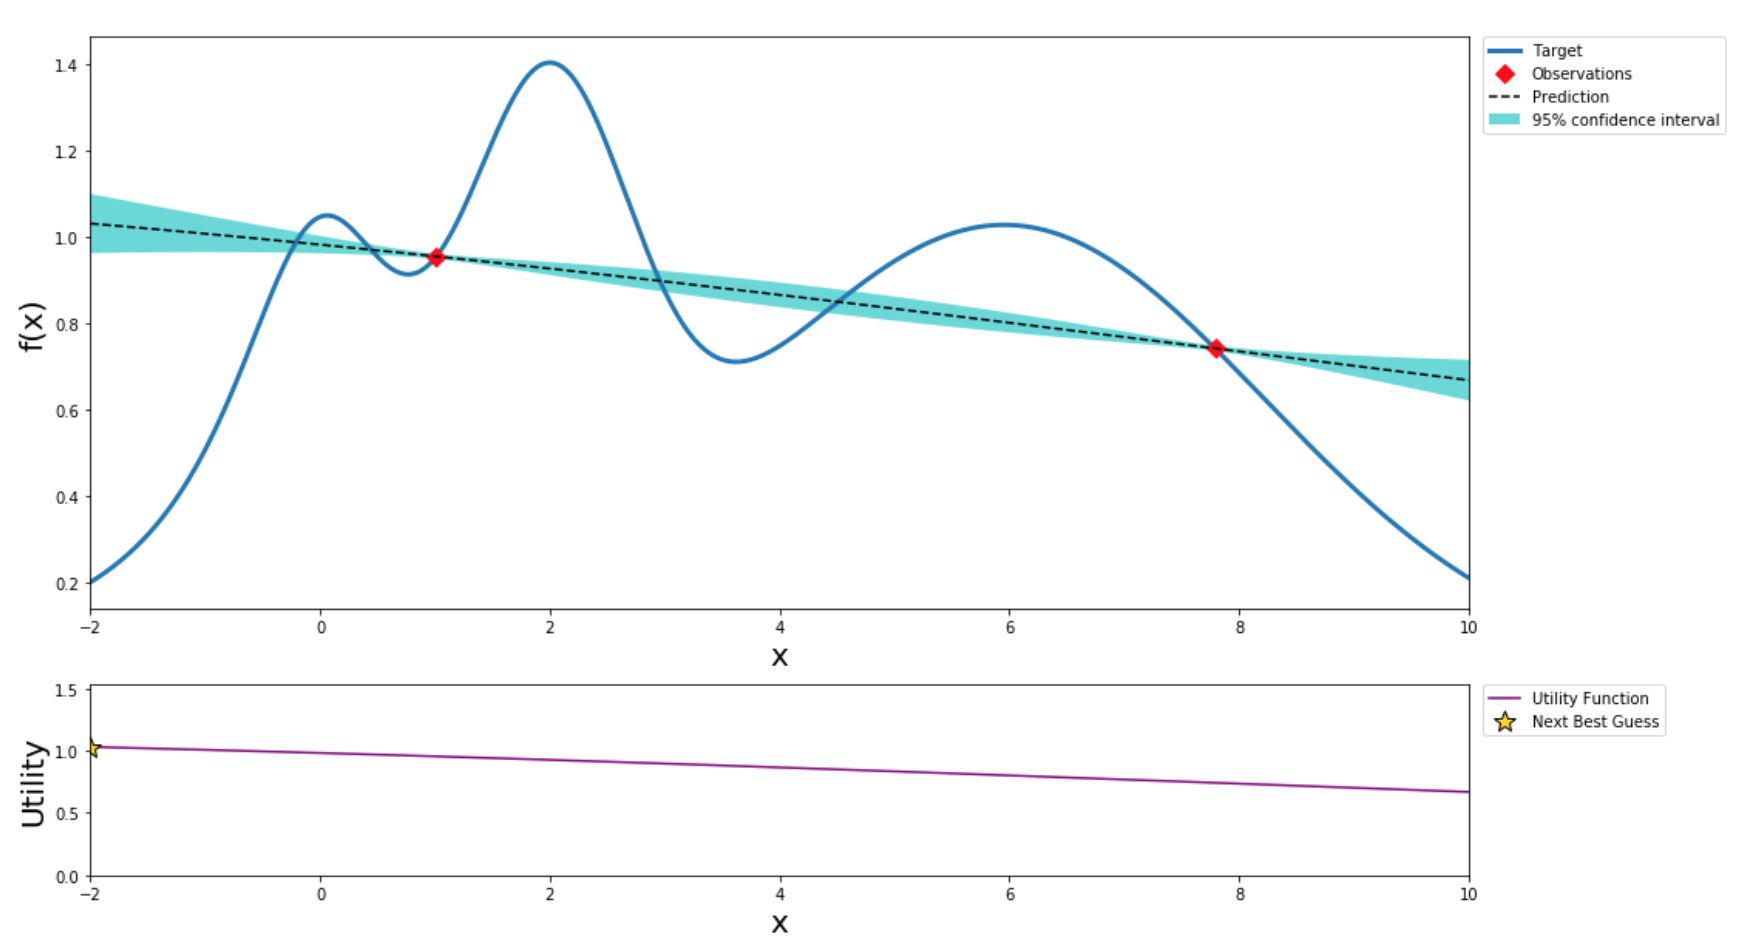 f(x)
1.4
1.2
1.0
0.8
0.6
0.4
0.2
−2 0 2 4 6 8 10
x
Target
Observations
Prediction
95% confidence interval
Utility
1.5
1.0
0.5
0.0
−2 0 2 4 6 8 10
x
Utility Function
Next Best Guess